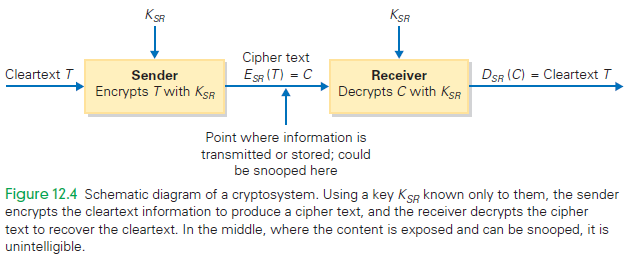 K_SR K_SR
Cipher text
Cleartext T Sender E_SR (T) = C Receiver D_SR (C) = Cleartext T
Encrypts T with K_SR Decrypts C with K_SR
Point where information is
transmitted or stored; could
be snooped here
Figure 12.4 Schematic diagram of a cryptosystem. Using a key K_SR known only to them, the sender
encrypts the cleartext information to produce a cipher text, and the receiver decrypts the cipher
text to recover the cleartext. In the middle, where the content is exposed and can be snooped, it is
unintelligible.